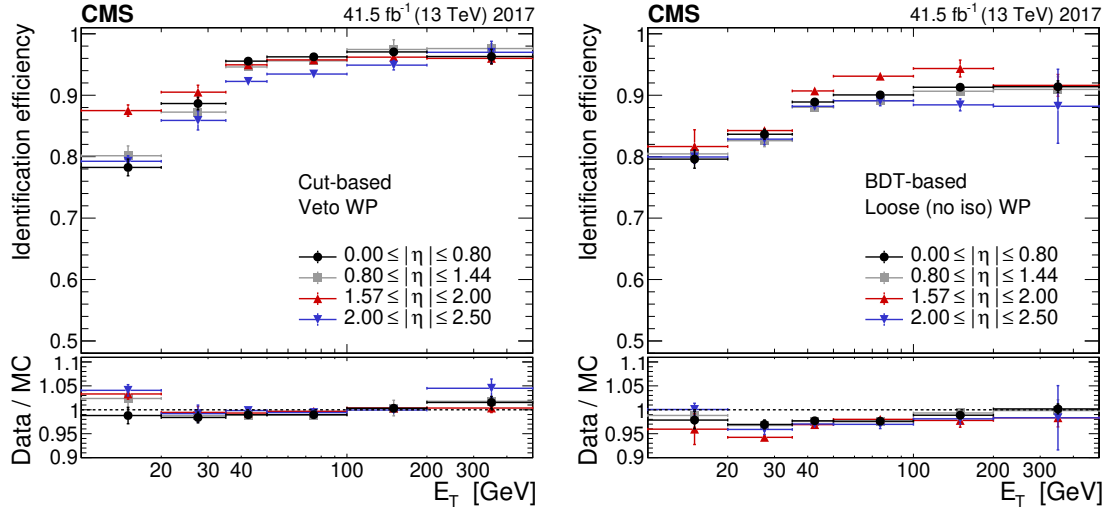 CMS 41.5 fb⁻¹ (13 TeV) 2017
Identification efficiency
1
0.9
0.8
0.7
0.6
0.5
Cut-based
Veto WP
0.00 ≤ |η| ≤ 0.80
0.80 ≤ |η| ≤ 1.44
1.57 ≤ |η| ≤ 2.00
2.00 ≤ |η| ≤ 2.50
Data / MC
1.1
1.05
1
0.95
0.9
20 30 40 100 200 300
E_T [GeV]
CMS 41.5 fb⁻¹ (13 TeV) 2017
Identification efficiency
1
0.9
0.8
0.7
0.6
0.5
BDT-based
Loose (no iso) WP
0.00 ≤ |η| ≤ 0.80
0.80 ≤ |η| ≤ 1.44
1.57 ≤ |η| ≤ 2.00
2.00 ≤ |η| ≤ 2.50
Data / MC
1.1
1.05
1
0.95
0.9
20 30 40 100 200 300
E_T [GeV]